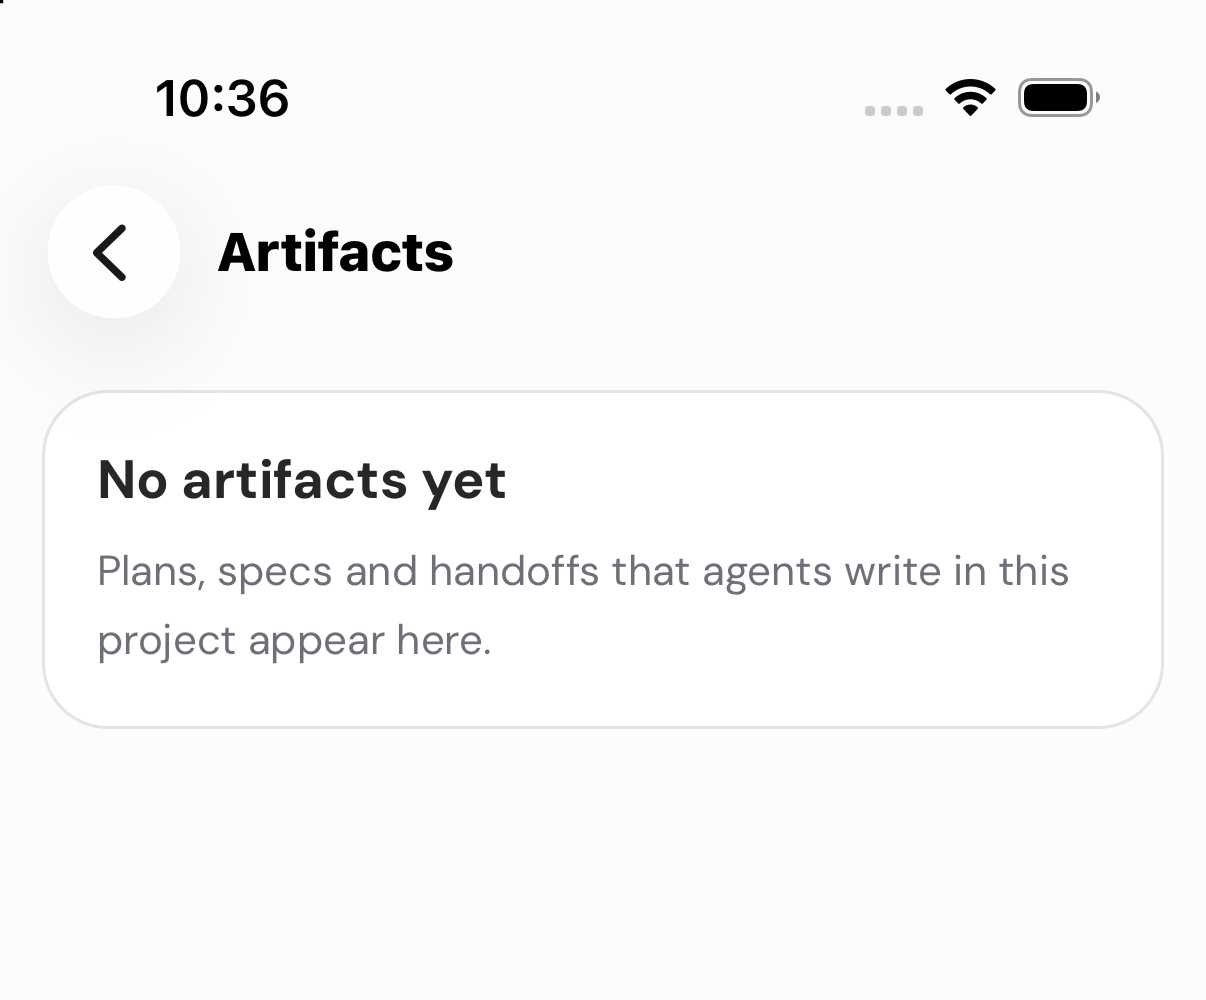 10:36
Artifacts
No artifacts yet
Plans, specs and handoffs that agents write in this
project appear here.